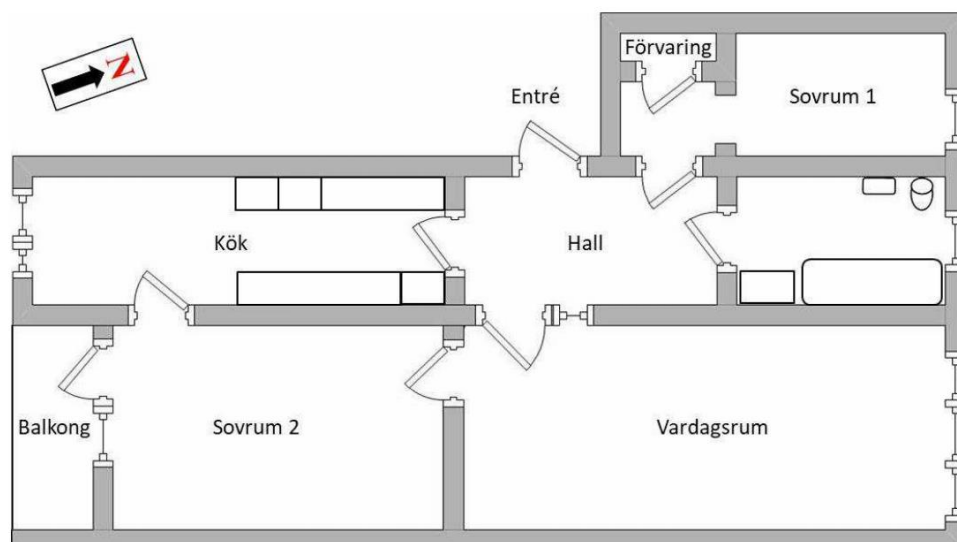 N
Förvaring
Entré
Sovrum 1
Kök
Hall
Balkong
Sovrum 2
Vardagsrum